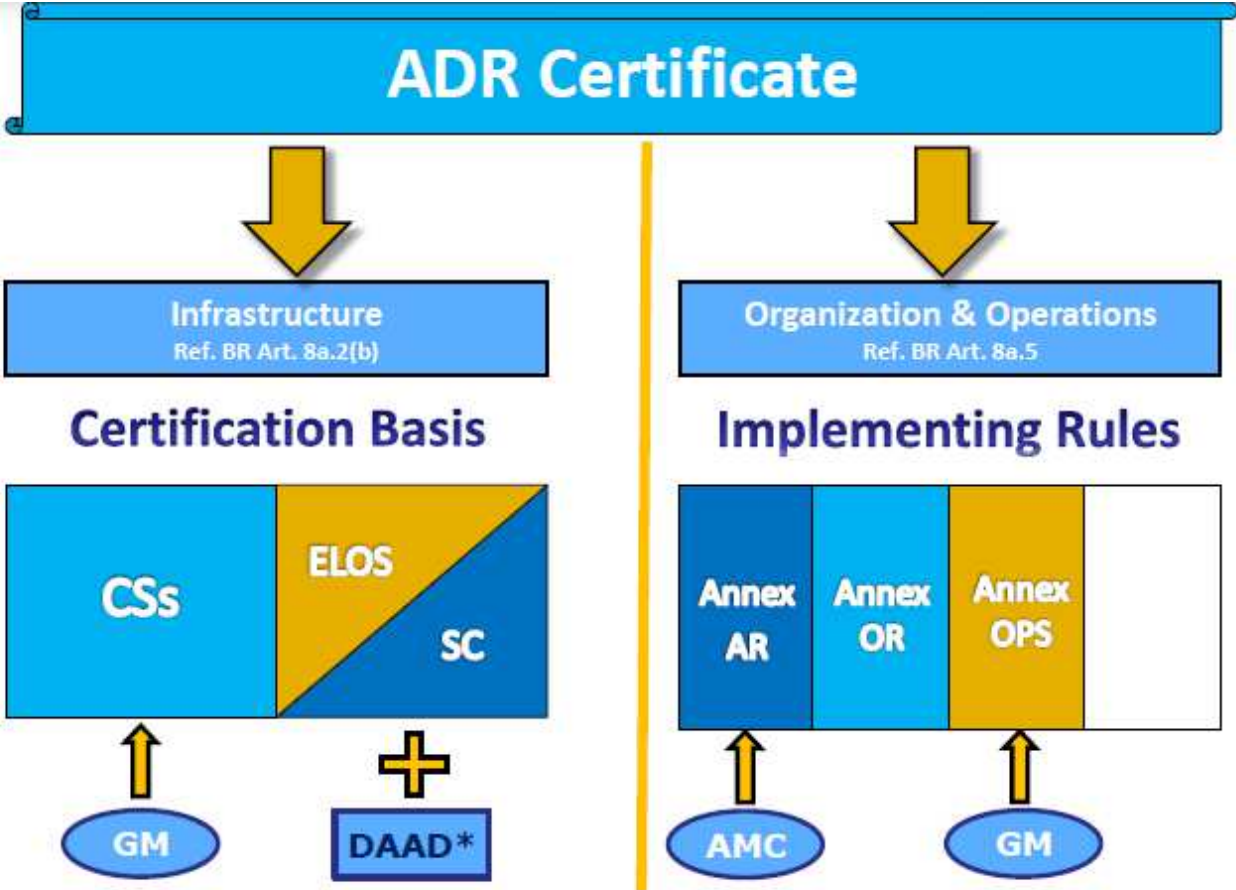 ADR Certificate
Infrastructure
Ref. BR Art. 8a.2(b)
Organization & Operations
Ref. BR Art. 8a.5
Certification Basis
Implementing Rules
CSs
ELOS
SC
Annex
AR
Annex
OR
Annex
OPS
GM
DAAD*
AMC
GM